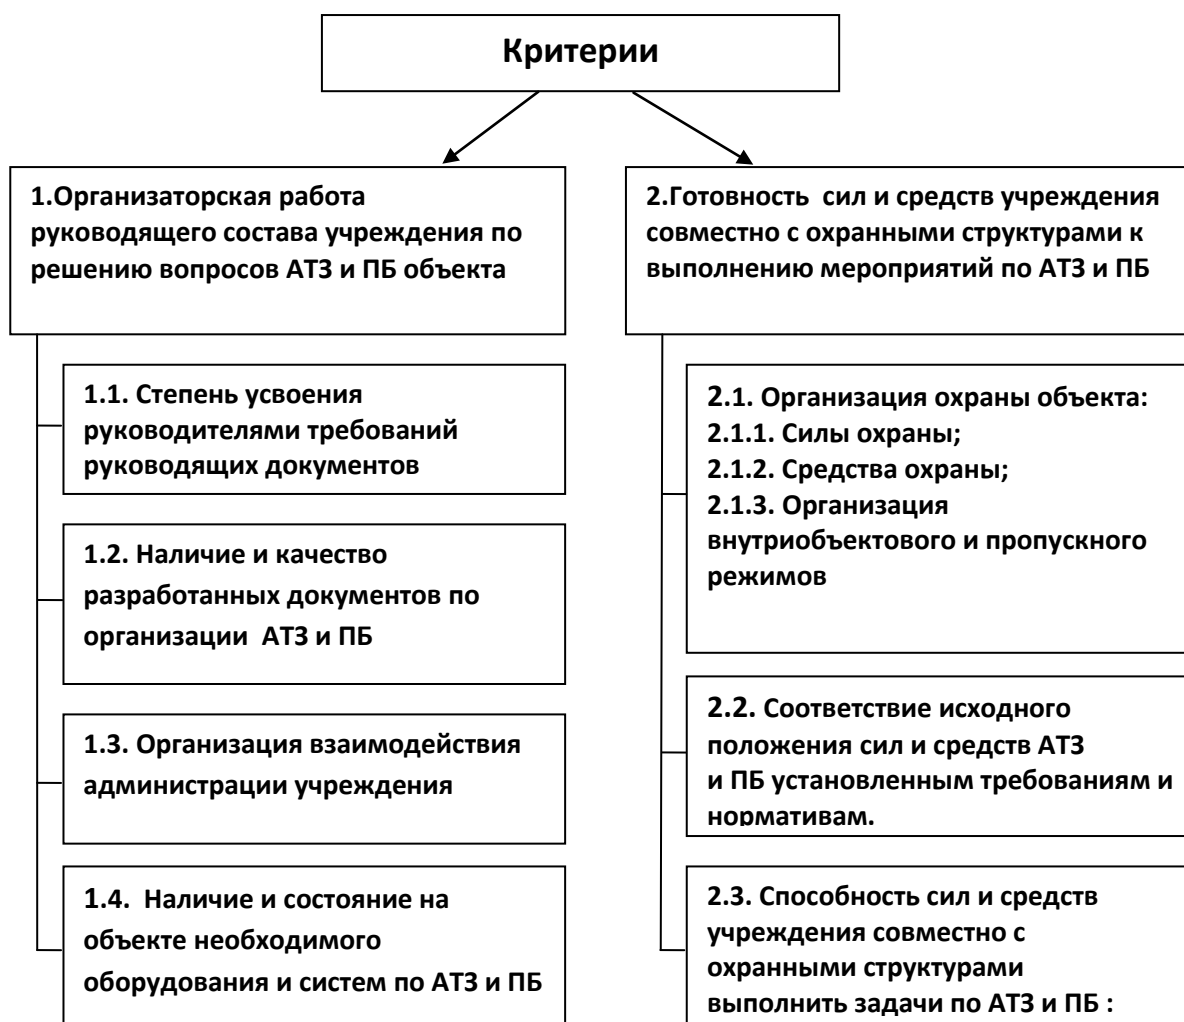 Критерии
1.Организаторская работа
руководящего состава учреждения по
решению вопросов АТЗ и ПБ объекта
1.1. Степень усвоения
руководителями требований
руководящих документов
1.2. Наличие и качество
разработанных документов по
организации АТЗ и ПБ
1.3. Организация взаимодействия
администрации учреждения
1.4. Наличие и состояние на
объекте необходимого
оборудования и систем по АТЗ и ПБ
2.Готовность сил и средств учреждения
совместно с охранными структурами к
выполнению мероприятий по АТЗ и ПБ
2.1. Организация охраны объекта:
2.1.1. Силы охраны;
2.1.2. Средства охраны;
2.1.3. Организация
внутриобъектового и пропускного
режимов
2.2. Соответствие исходного
положения сил и средств АТЗ
и ПБ установленным требованиям и
нормативам.
2.3. Способность сил и средств
учреждения совместно с
охранными структурами
выполнить задачи по АТЗ и ПБ :